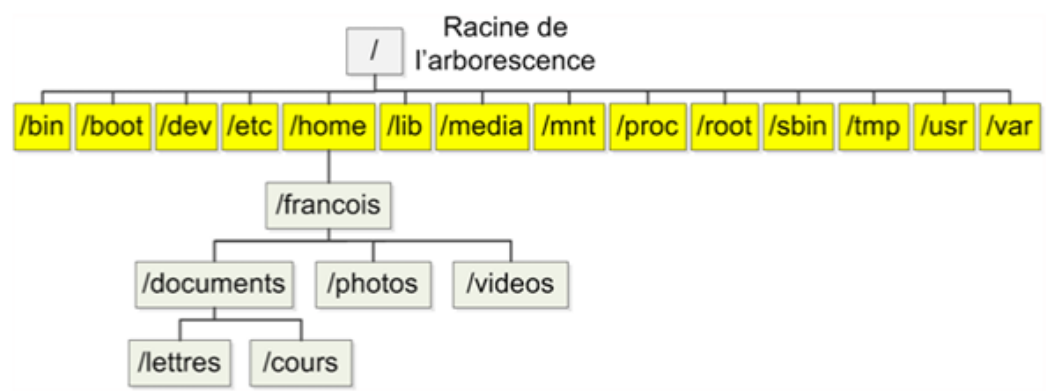 /
Racine de
l'arborescence
/bin /boot /dev /etc /home /lib /media /mnt /proc /root /sbin /tmp /usr /var
/francois
/documents /photos /videos
/lettres /cours